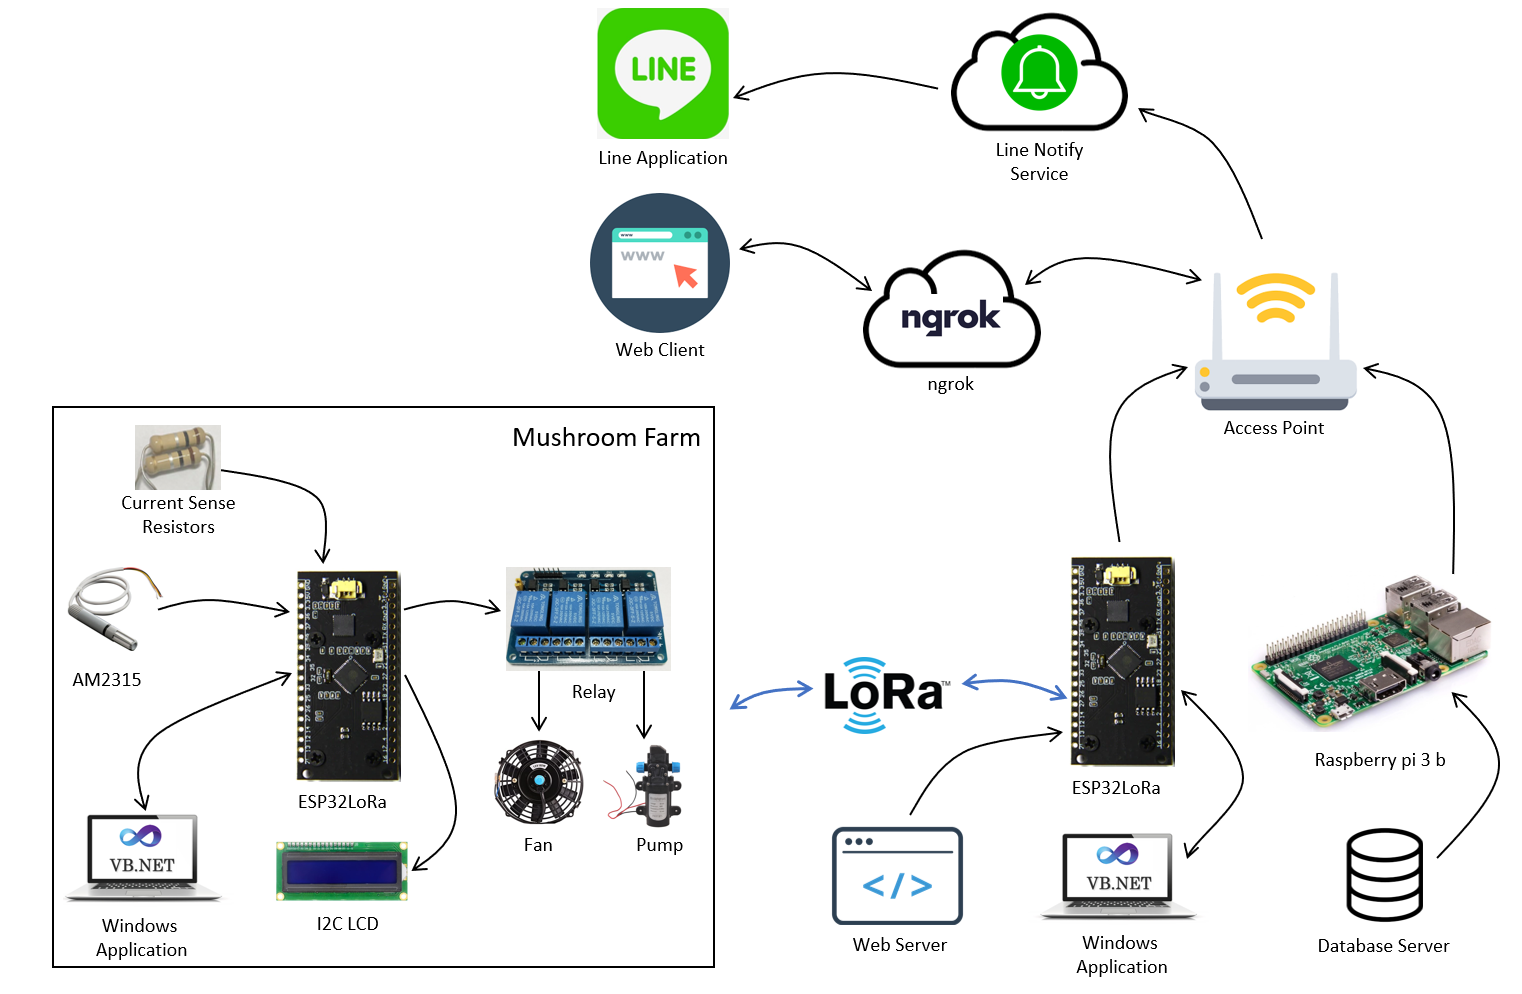 LINE
Line Application
Line Notify
Service
www
www
Web Client
ngrok
ngrok
Access Point
Mushroom Farm
Current Sense
Resistors
AM2315
ESP32LoRa
Relay
Fan
Pump
VB.NET
Windows
Application
I2C LCD
LoRa™
ESP32LoRa
</>
Web Server
VB.NET
Windows
Application
Raspberry pi 3 b
Database Server